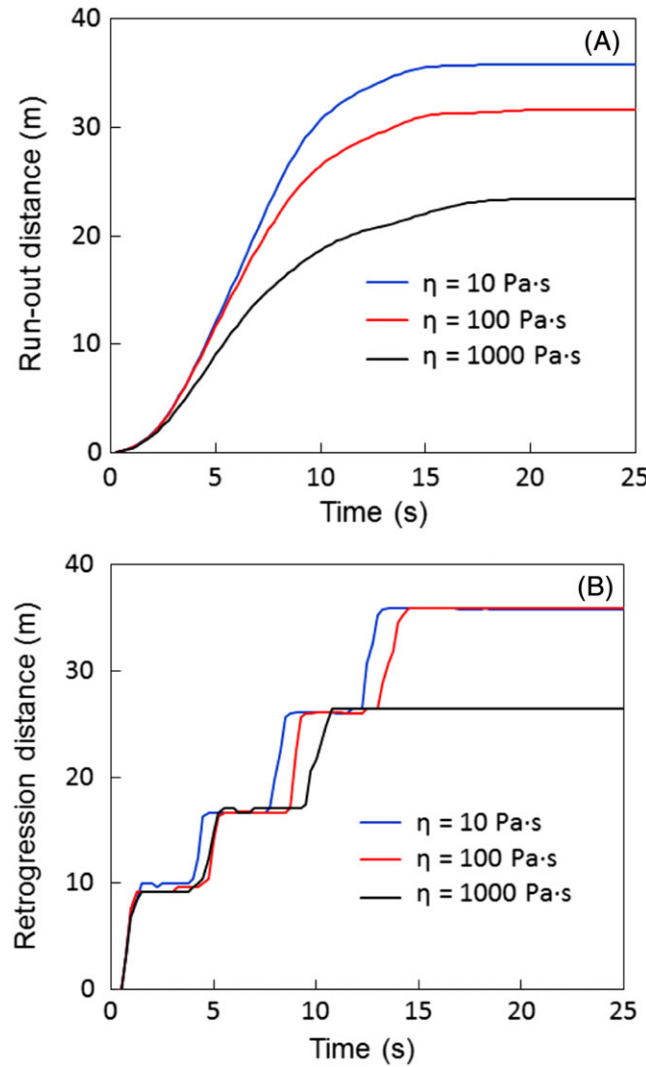 (A)
Run-out distance (m)
40
30
20
10
0
η = 10 Pa·s
η = 100 Pa·s
η = 1000 Pa·s
0 5 10 15 20 25
Time (s)
(B)
Retrogression distance (m)
40
30
20
10
0
η = 10 Pa·s
η = 100 Pa·s
η = 1000 Pa·s
0 5 10 15 20 25
Time (s)